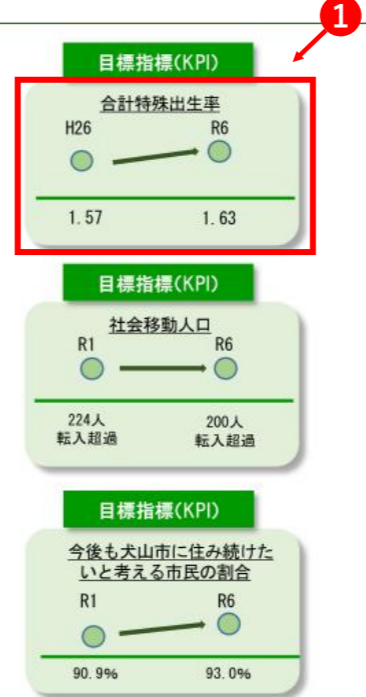 1
目標指標(KPI)
合計特殊出生率
H26 R6
1.57 1.63
目標指標(KPI)
社会移動人口
R1 R6
224人 200人
転入超過 転入超過
目標指標(KPI)
今後も犬山市に住み続けた
いと考える市民の割合
R1 R6
90.9% 93.0%